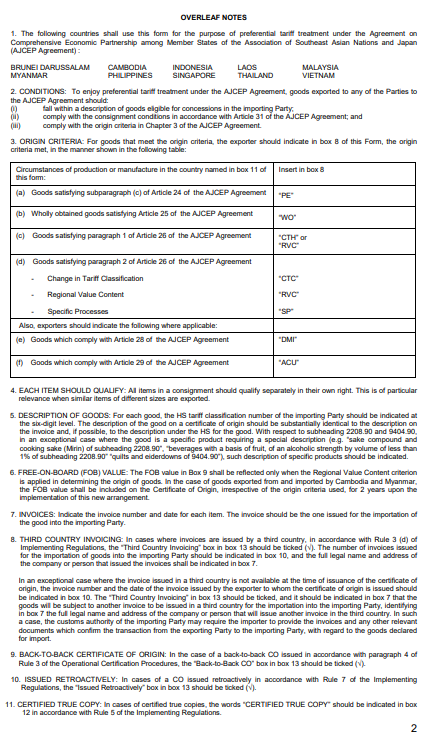 OVERLEAF NOTES
1. The following countries shall use this form for the purpose of preferential tariff treatment under the Agreement on
Comprehensive Economic Partnership among Member States of the Association of Southeast Asian Nations and Japan
(AJCEP Agreement) :
BRUNEI DARUSSALAM CAMBODIA INDONESIA LAOS MALAYSIA
MYANMAR PHILIPPINES SINGAPORE THAILAND VIETNAM
2. CONDITIONS: To enjoy preferential tariff treatment under the AJCEP Agreement, goods exported to any of the Parties to
the AJCEP Agreement should:
(i) fall within a description of goods eligible for concessions in the importing Party;
(ii) comply with the consignment conditions in accordance with Article 31 of the AJCEP Agreement; and
(iii) comply with the origin criteria in Chapter 3 of the AJCEP Agreement.
3. ORIGIN CRITERIA: For goods that meet the origin criteria, the exporter should indicate in box 8 of this Form, the origin
criteria met, in the manner shown in the following table:
Circumstances of production or manufacture in the country named in box 11 of
this form: Insert in box 8
(a) Goods satisfying subparagraph (c) of Article 24 of the AJCEP Agreement "PE"
(b) Wholly obtained goods satisfying Article 25 of the AJCEP Agreement "WO"
(c) Goods satisfying paragraph 1 of Article 26 of the AJCEP Agreement "CTH" or
"RVC"
(d) Goods satisfying paragraph 2 of Article 26 of the AJCEP Agreement
- Change in Tariff Classification "CTC"
- Regional Value Content "RVC"
- Specific Processes "SP"
Also, exporters should indicate the following where applicable:
(e) Goods which comply with Article 28 of the AJCEP Agreement "DMI"
(f) Goods which comply with Article 29 of the AJCEP Agreement "ACU"
4. EACH ITEM SHOULD QUALIFY: All items in a consignment should qualify separately in their own right. This is of particular
relevance when similar items of different sizes are exported.
5. DESCRIPTION OF GOODS: For each good, the HS tariff classification number of the importing Party should be indicated at
the six-digit level. The description of the good on a certificate of origin should be substantially identical to the description on
the invoice and, if possible, to the description under the HS for the good. With respect to subheading 2208.90 and 9404.90,
in an exceptional case where the good is a specific product requiring a special description (e.g. "sake compound and
cooking sake (Mirin) of subheading 2208.90", "beverages with a basis of fruit, of an alcoholic strength by volume of less than
1% of subheading 2208.90" "quilts and eiderdowns of 9404.90"), such description of specific products should be indicated.
6. FREE-ON-BOARD (FOB) VALUE: The FOB value in Box 9 shall be reflected only when the Regional Value Content criterion
is applied in determining the origin of goods. In the case of goods exported from and imported by Cambodia and Myanmar,
the FOB value shall be included on the Certificate of Origin, irrespective of the origin criteria used, for 2 years upon the
implementation of this new arrangement.
7. INVOICES: Indicate the invoice number and date for each item. The invoice should be the one issued for the importation of
the good into the importing Party.
8. THIRD COUNTRY INVOICING: In cases where invoices are issued by a third country, in accordance with Rule 3 (d) of
Implementing Regulations, the "Third Country Invoicing" box in box 13 should be ticked (√). The number of invoices issued
for the importation of goods into the importing Party should be indicated in box 10, and the full legal name and address of
the company or person that issued the invoices shall be indicated in box 7.
In an exceptional case where the invoice issued in a third country is not available at the time of issuance of the certificate of
origin, the invoice number and the date of the invoice issued by the exporter to whom the certificate of origin is issued should
be indicated in box 10. The "Third Country Invoicing" in box 13 should be ticked, and it should be indicated in box 7 that the
goods will be subject to another invoice to be issued in a third country for the importation into the importing Party, identifying
in box 7 the full legal name and address of the company or person that will issue another invoice in the third country. In such
a case, the customs authority of the importing Party may require the importer to provide the invoices and any other relevant
documents which confirm the transaction from the exporting Party to the importing Party, with regard to the goods declared
for import.
9. BACK-TO-BACK CERTIFICATE OF ORIGIN: In the case of a back-to-back CO issued in accordance with paragraph 4 of
Rule 3 of the Operational Certification Procedures, the "Back-to-Back CO" box in box 13 should be ticked (√).
10. ISSUED RETROACTIVELY: In cases of a CO issued retroactively in accordance with Rule 7 of the Implementing
Regulations, the "Issued Retroactively" box in box 13 should be ticked (√).
11. CERTIFIED TRUE COPY: In cases of certified true copies, the words "CERTIFIED TRUE COPY" should be indicated in box
12 in accordance with Rule 5 of the Implementing Regulations.
2